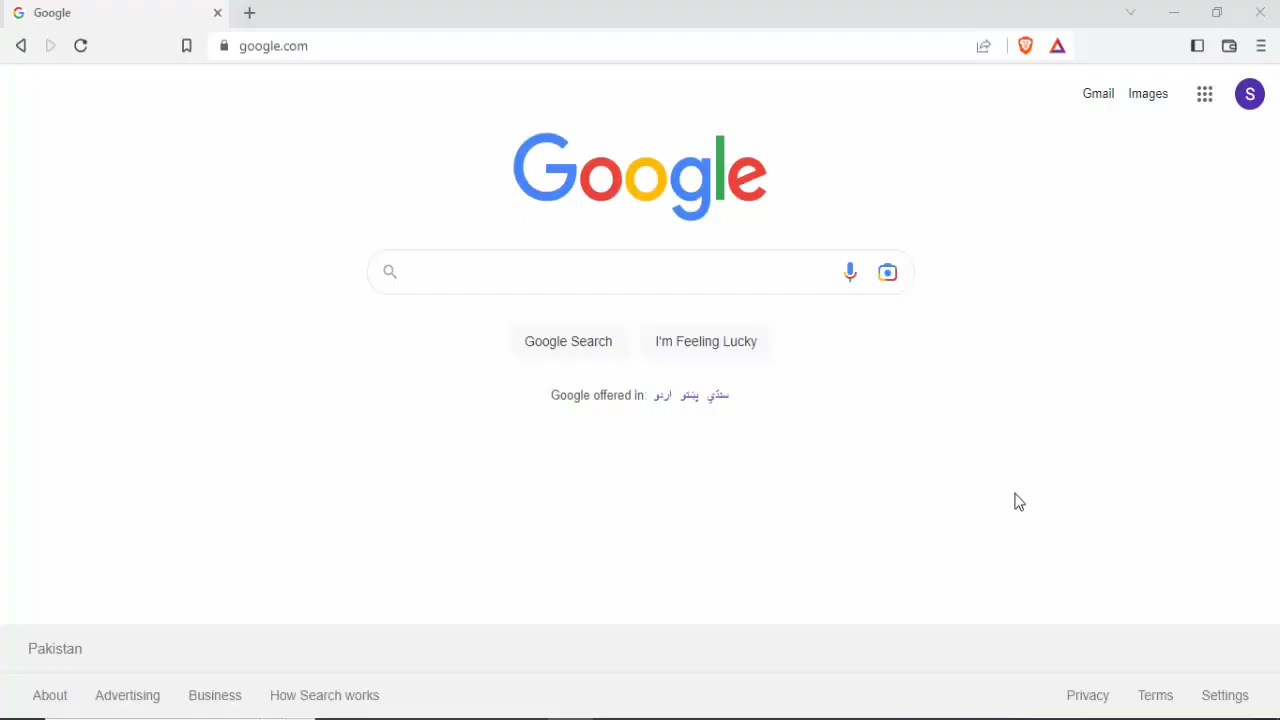 Google
google.com
Gmail Images
S
Google
Google Search I'm Feeling Lucky
Google offered in: اردو پښتو سنڌي
Pakistan
About Advertising Business How Search works Privacy Terms Settings